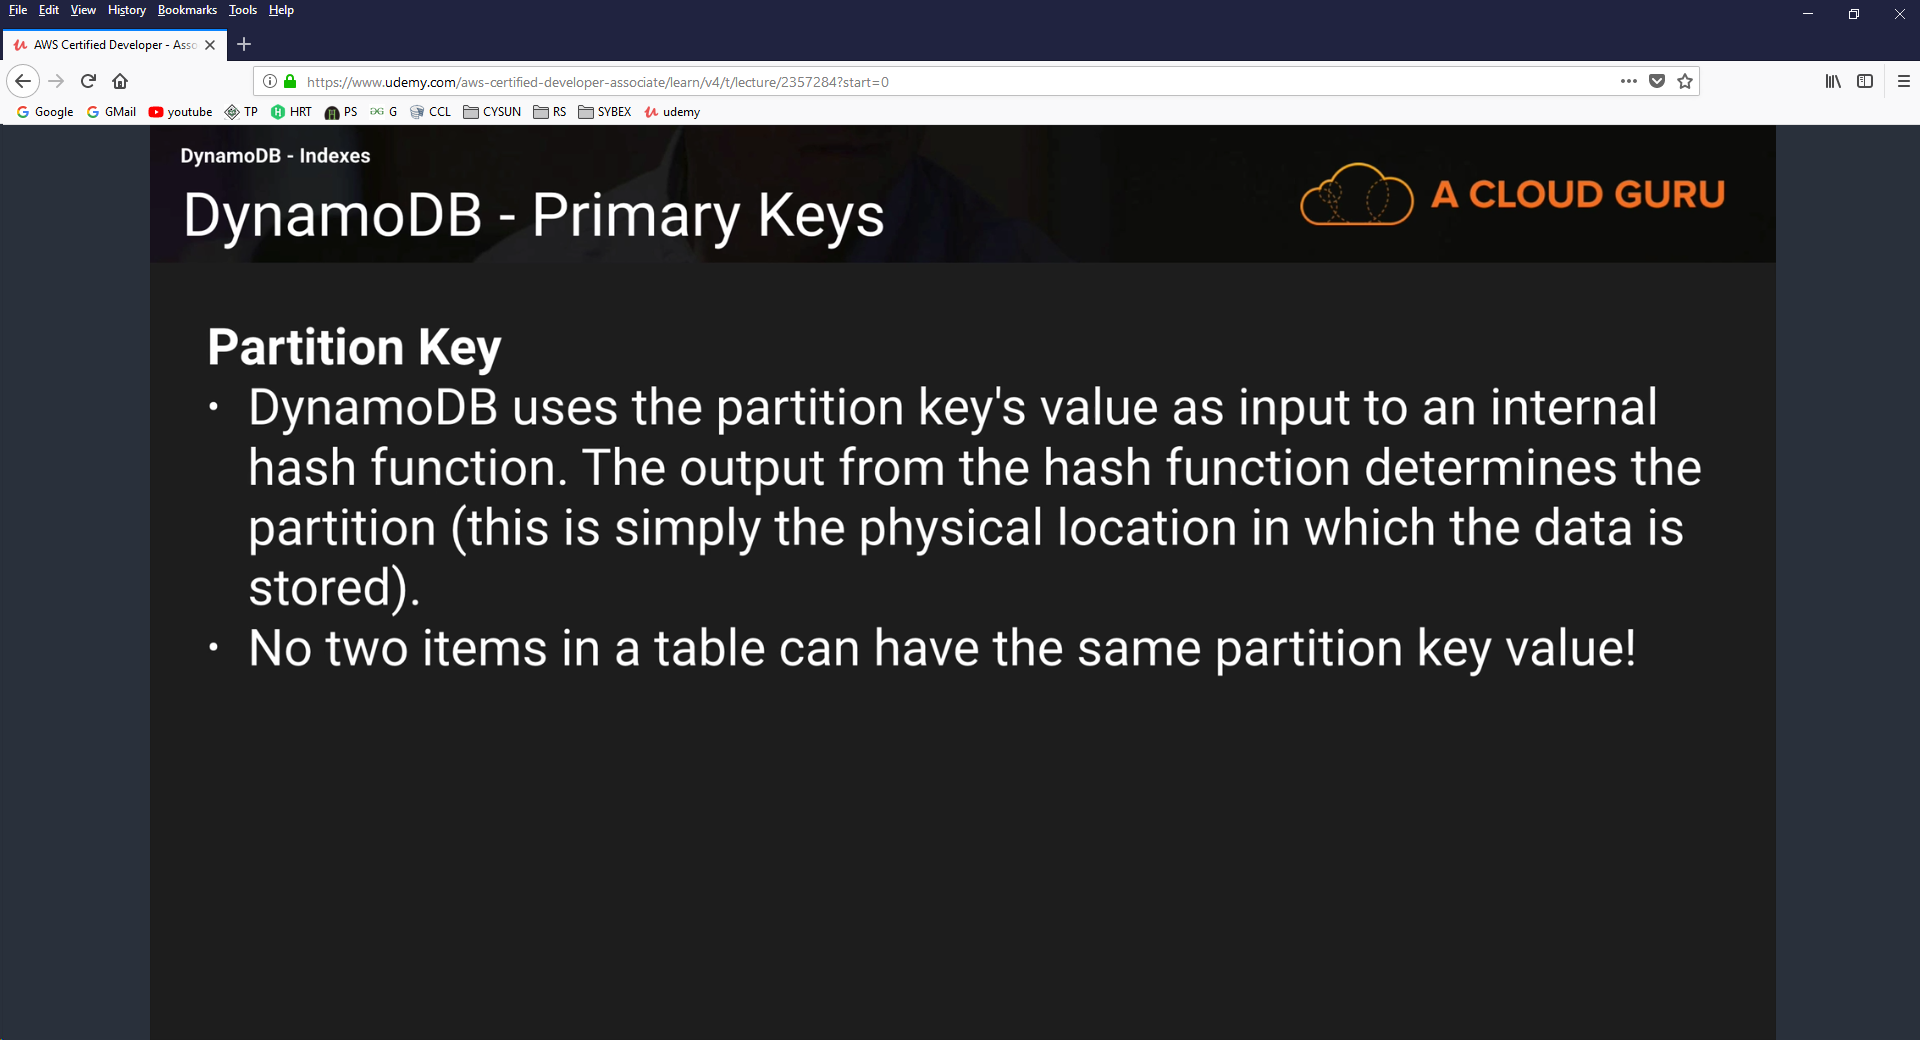 File Edit View History Bookmarks Tools Help
AWS Certified Developer - Asso
https://www.udemy.com/aws-certified-developer-associate/learn/v4/t/lecture/2357284?start=0
Google GMail youtube TP HRT PS G CCL CYSUN RS SYBEX udemy
DynamoDB - Indexes
DynamoDB - Primary Keys
A CLOUD GURU
Partition Key
• DynamoDB uses the partition key's value as input to an internal
hash function. The output from the hash function determines the
partition (this is simply the physical location in which the data is
stored).
• No two items in a table can have the same partition key value!